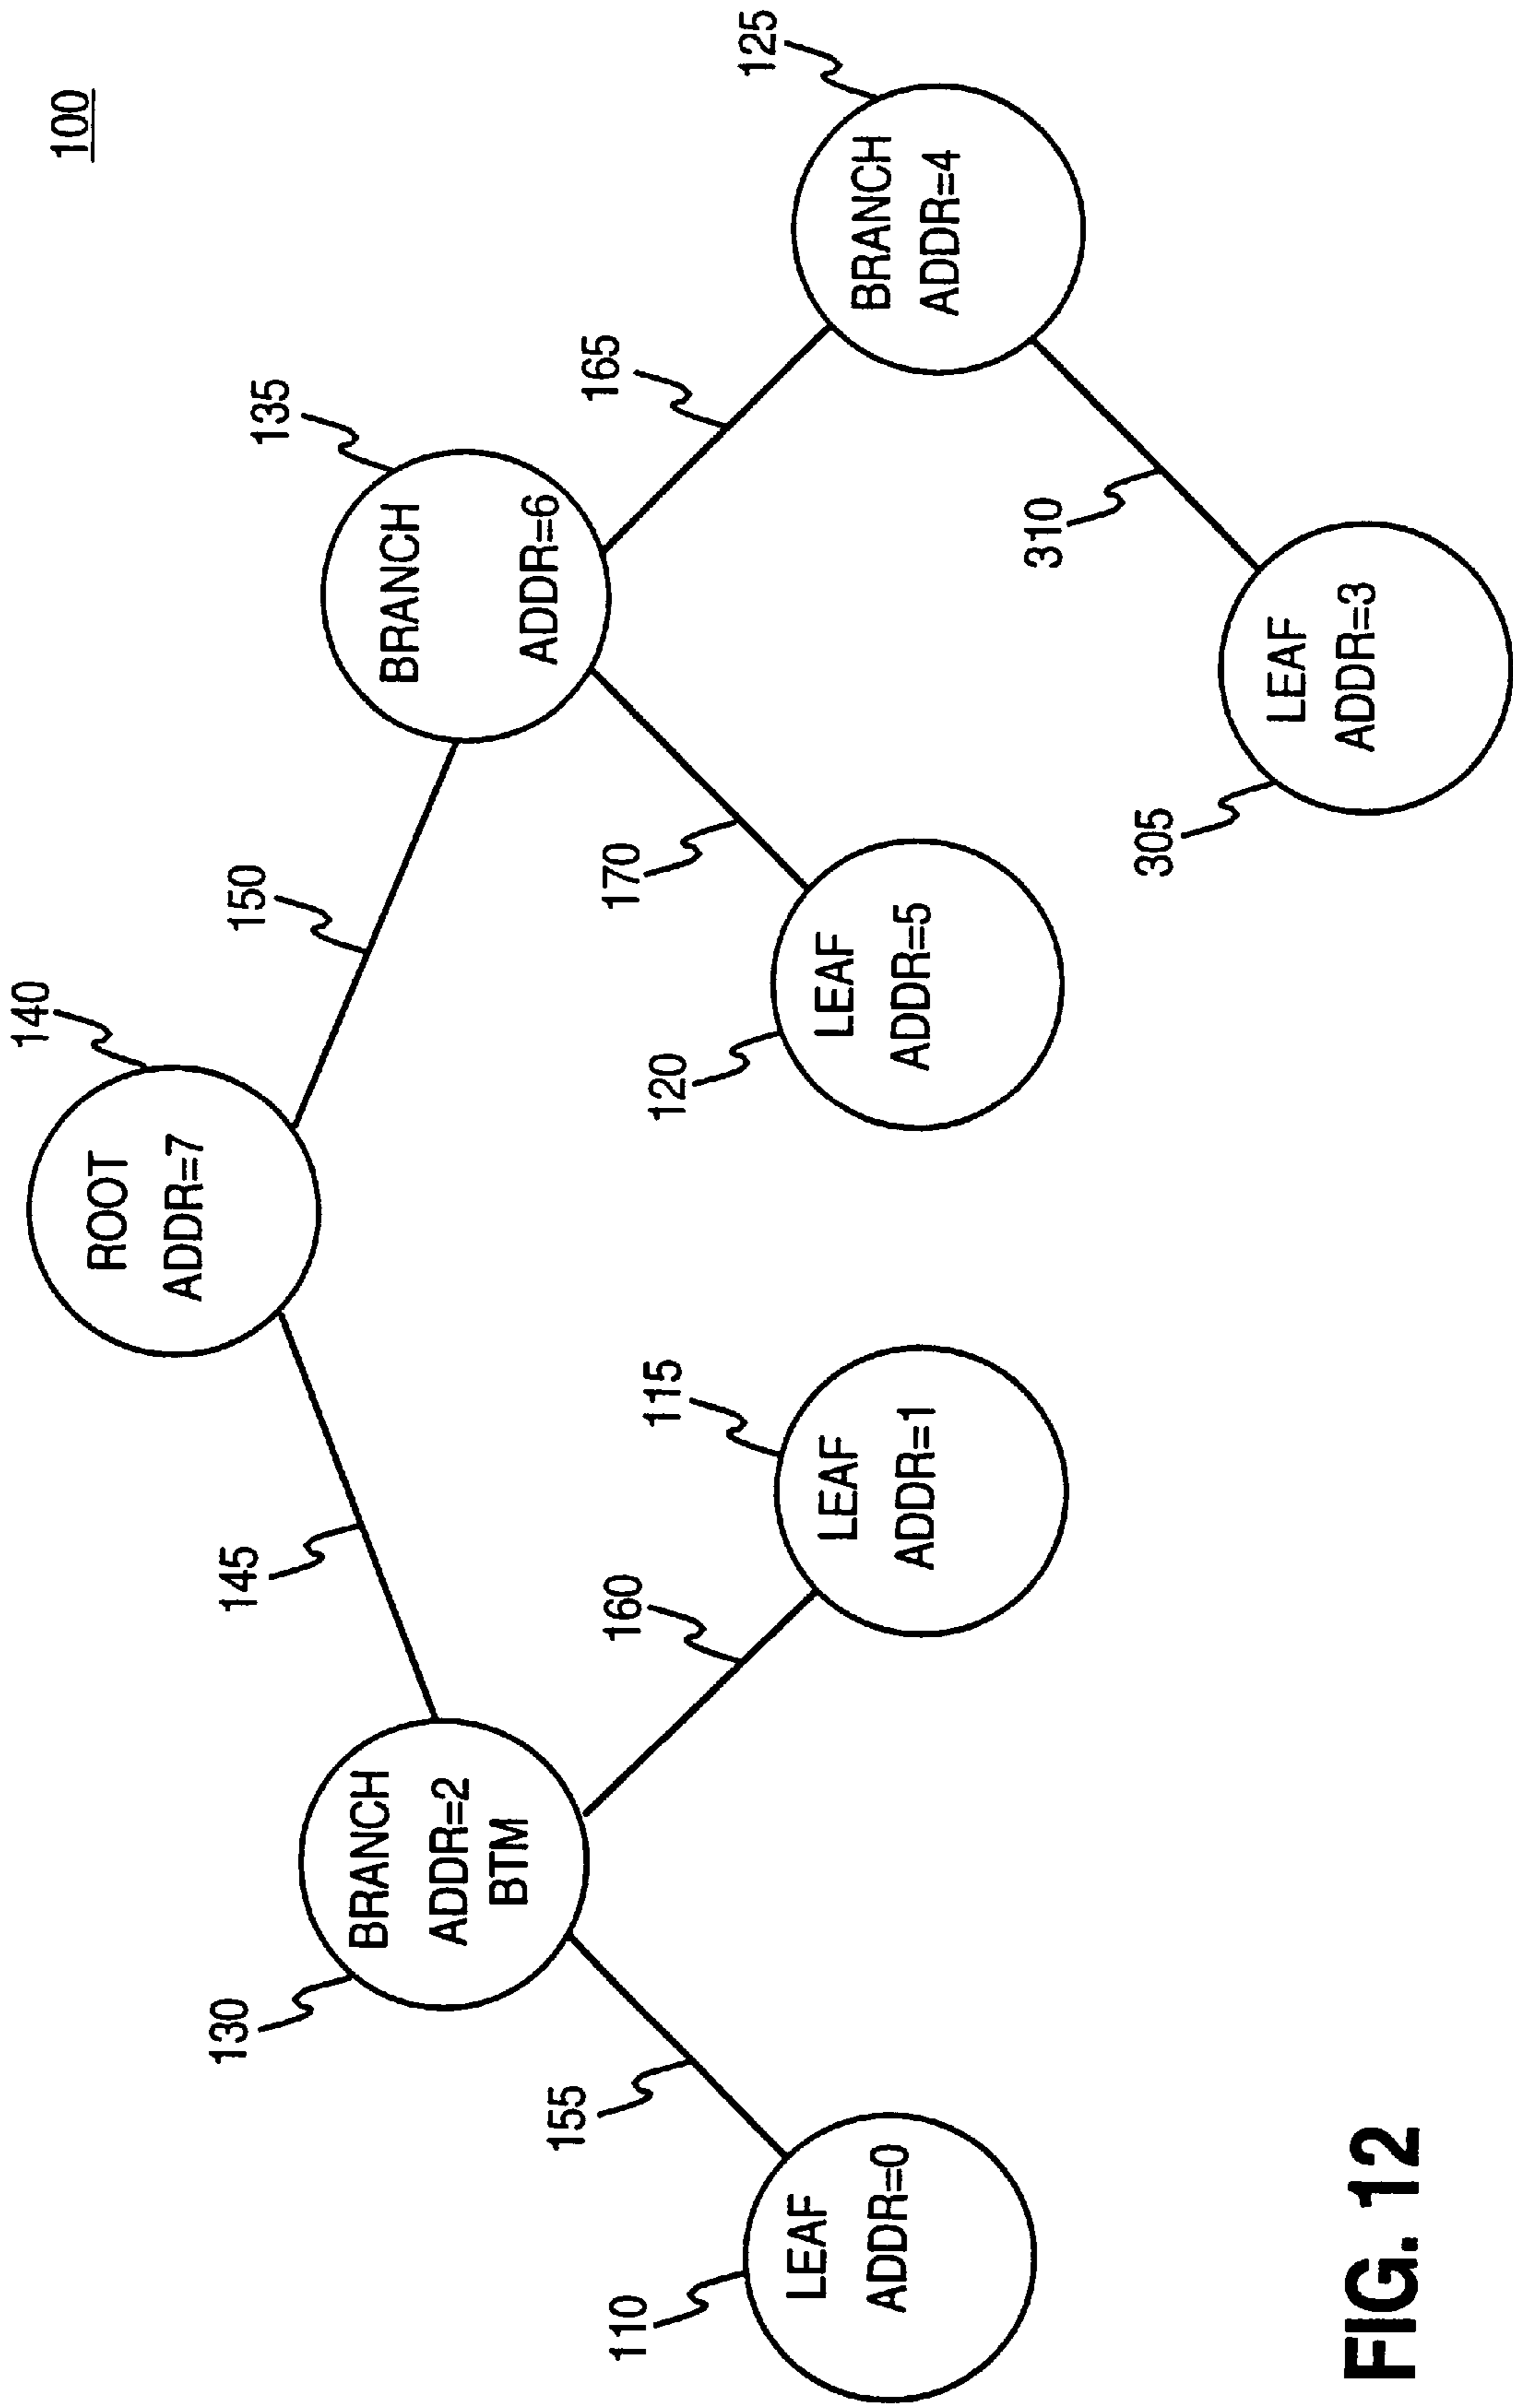 100
140
ROOT
ADDR=7
145
150
130
BRANCH
ADDR=2
BTM
135
BRANCH
ADDR=6
155
160
170
165
110
LEAF
ADDR=0
115
LEAF
ADDR=1
120
LEAF
ADDR=5
125
BRANCH
ADDR=4
310
305
LEAF
ADDR=3
FIG. 12